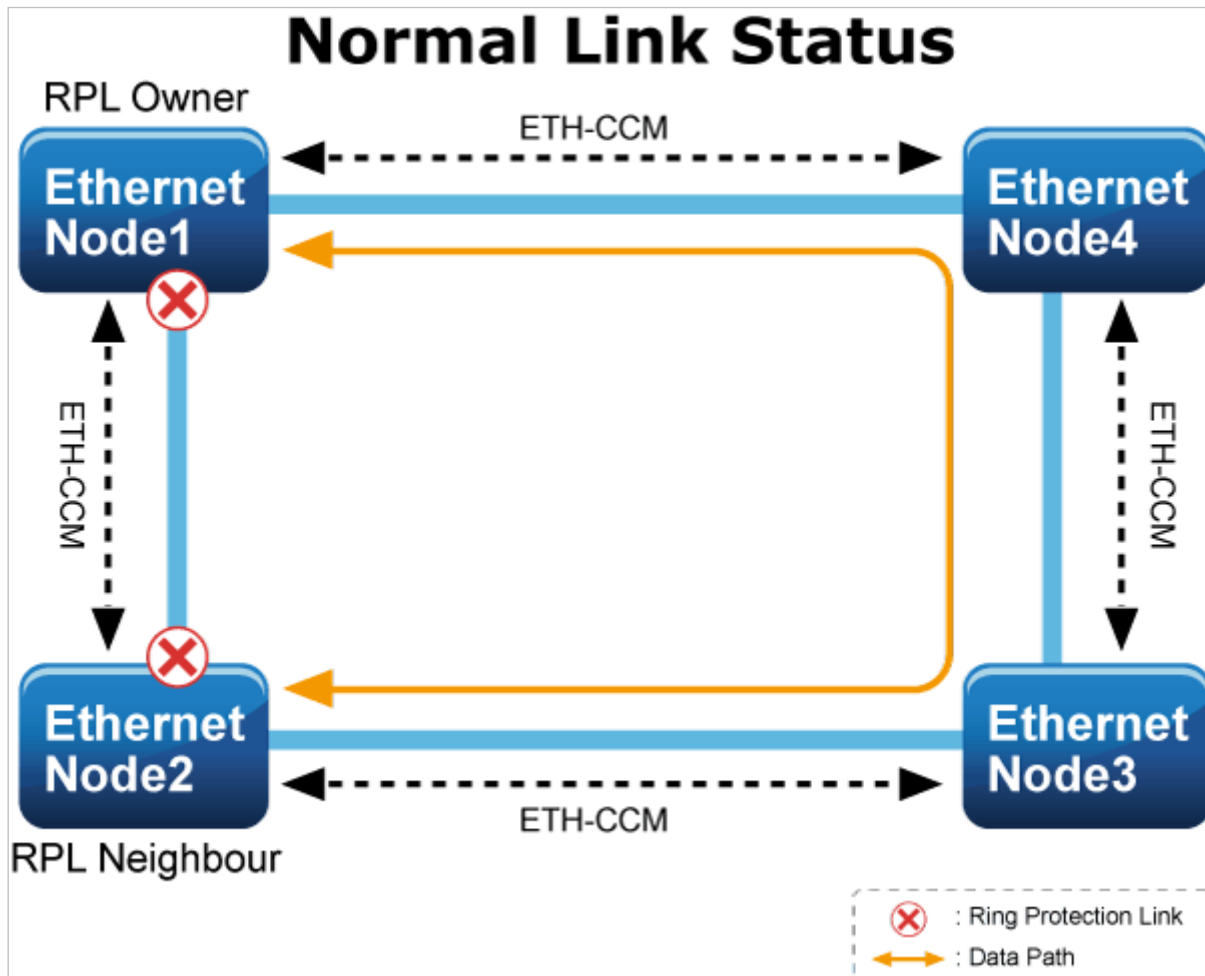 Normal Link Status
RPL Owner
ETH-CCM
Ethernet
Node1
Ethernet
Node4
ETH-CCM
ETH-CCM
Ethernet
Node2
Ethernet
Node3
ETH-CCM
RPL Neighbour
: Ring Protection Link
: Data Path